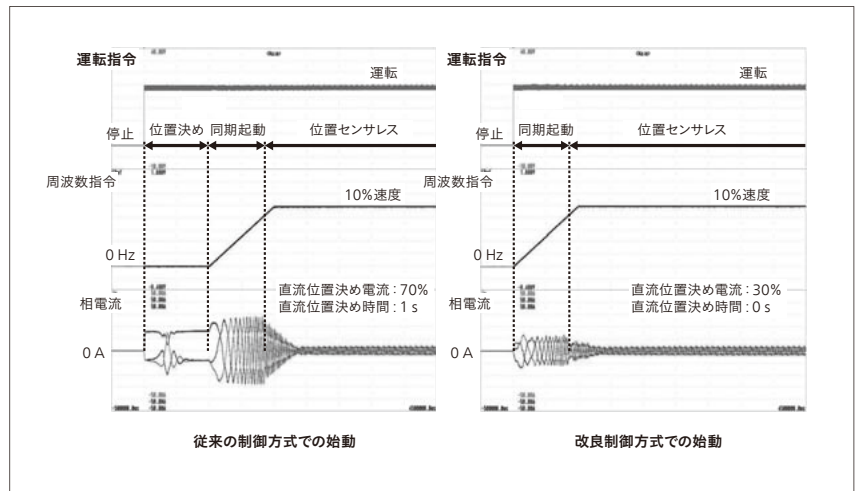 運転指令
運転
停止
位置決め
同期起動
位置センサレス
周波数指令
10%速度
0 Hz
直流位置決め電流：70%
直流位置決め時間：1 s
相電流
0 A
従来の制御方式での始動
運転指令
運転
停止
同期起動
位置センサレス
周波数指令
10%速度
0 Hz
直流位置決め電流：30%
直流位置決め時間：0 s
相電流
0 A
改良制御方式での始動